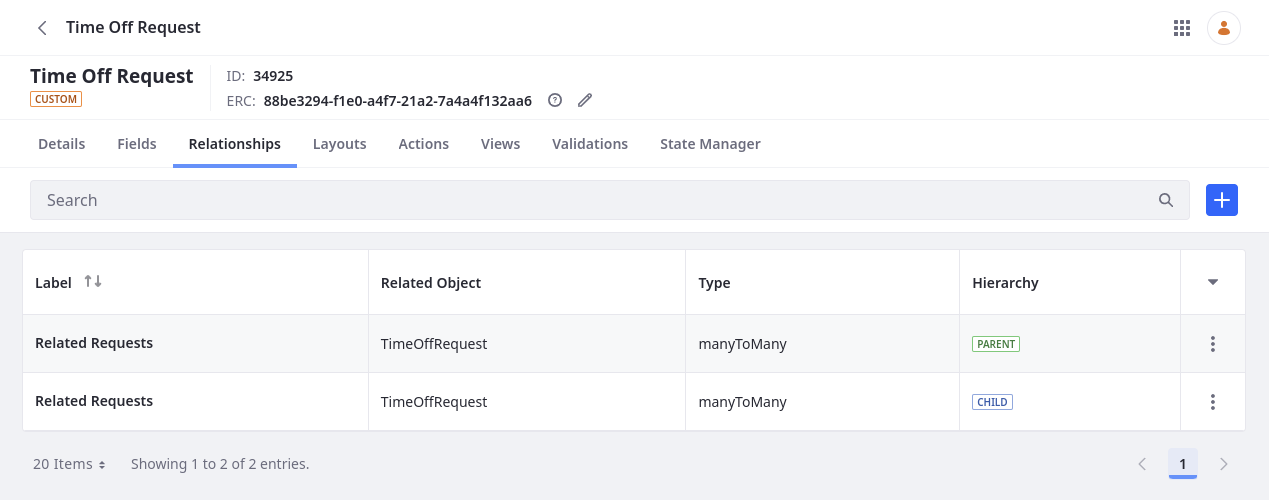 Time Off Request
Time Off Request
CUSTOM
ID: 34925
ERC: 88be3294-f1e0-a4f7-21a2-7a4a4f132aa6
Details Fields Relationships Layouts Actions Views Validations State Manager
Search
Label Related Object Type Hierarchy
Related Requests TimeOffRequest manyToMany PARENT
Related Requests TimeOffRequest manyToMany CHILD
20 Items Showing 1 to 2 of 2 entries. 1